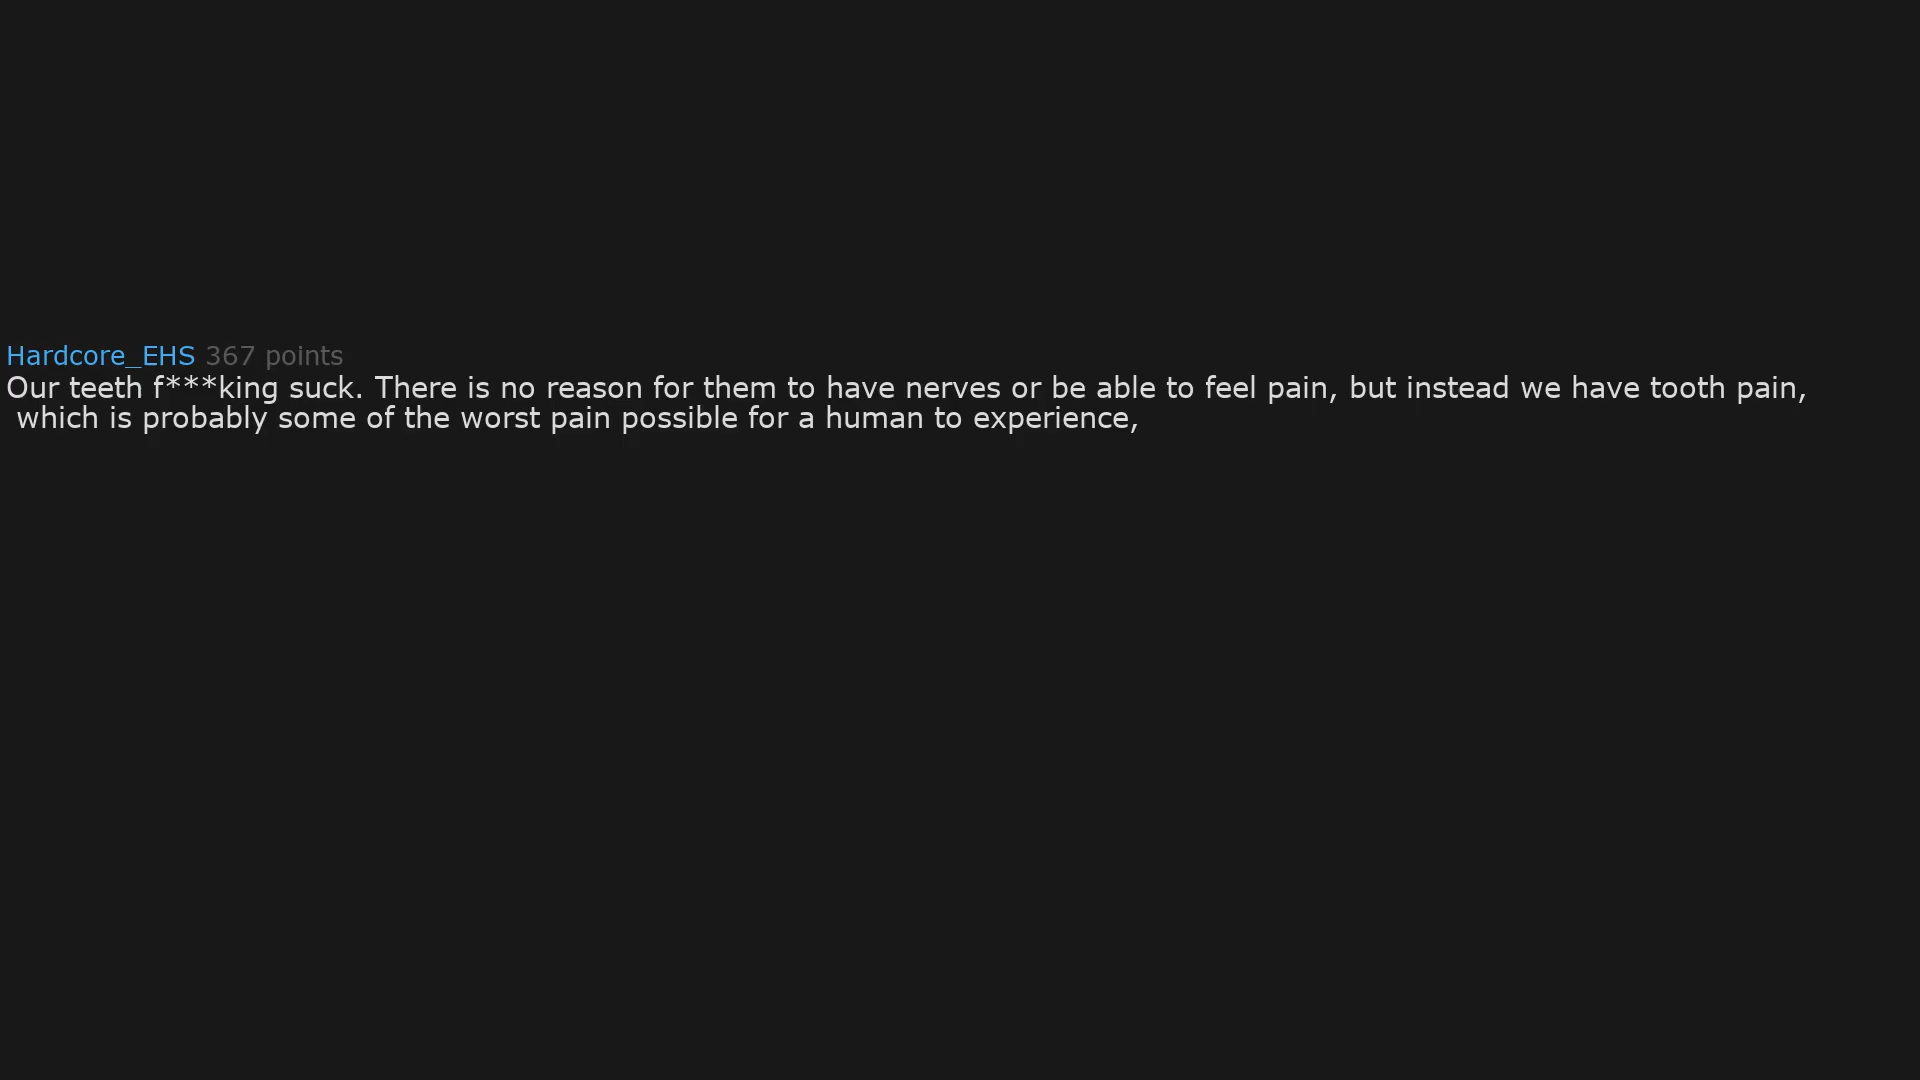 Hardcore_EHS 367 points
Our teeth f***king suck. There is no reason for them to have nerves or be able to feel pain, but instead we have tooth pain,
which is probably some of the worst pain possible for a human to experience,